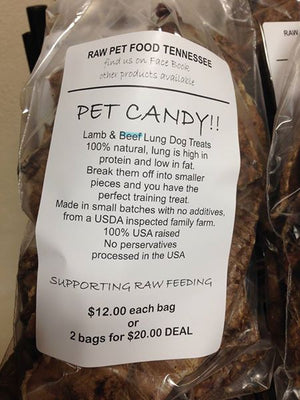 RAW PET FOOD TENNESSEE
find us on Face Book
other products available
PET CANDY!!
Lamb & Beef Lung Dog Treats
100% natural, lung is high in
protein and low in fat.
Break them off into smaller
pieces and you have the
perfect training treat.
Made in small batches with no additives,
from a USDA inspected family farm.
100% USA raised
No perservatives
processed in the USA
SUPPORTING RAW FEEDING
$12.00 each bag
or
2 bags for $20.00 DEAL
RAW P